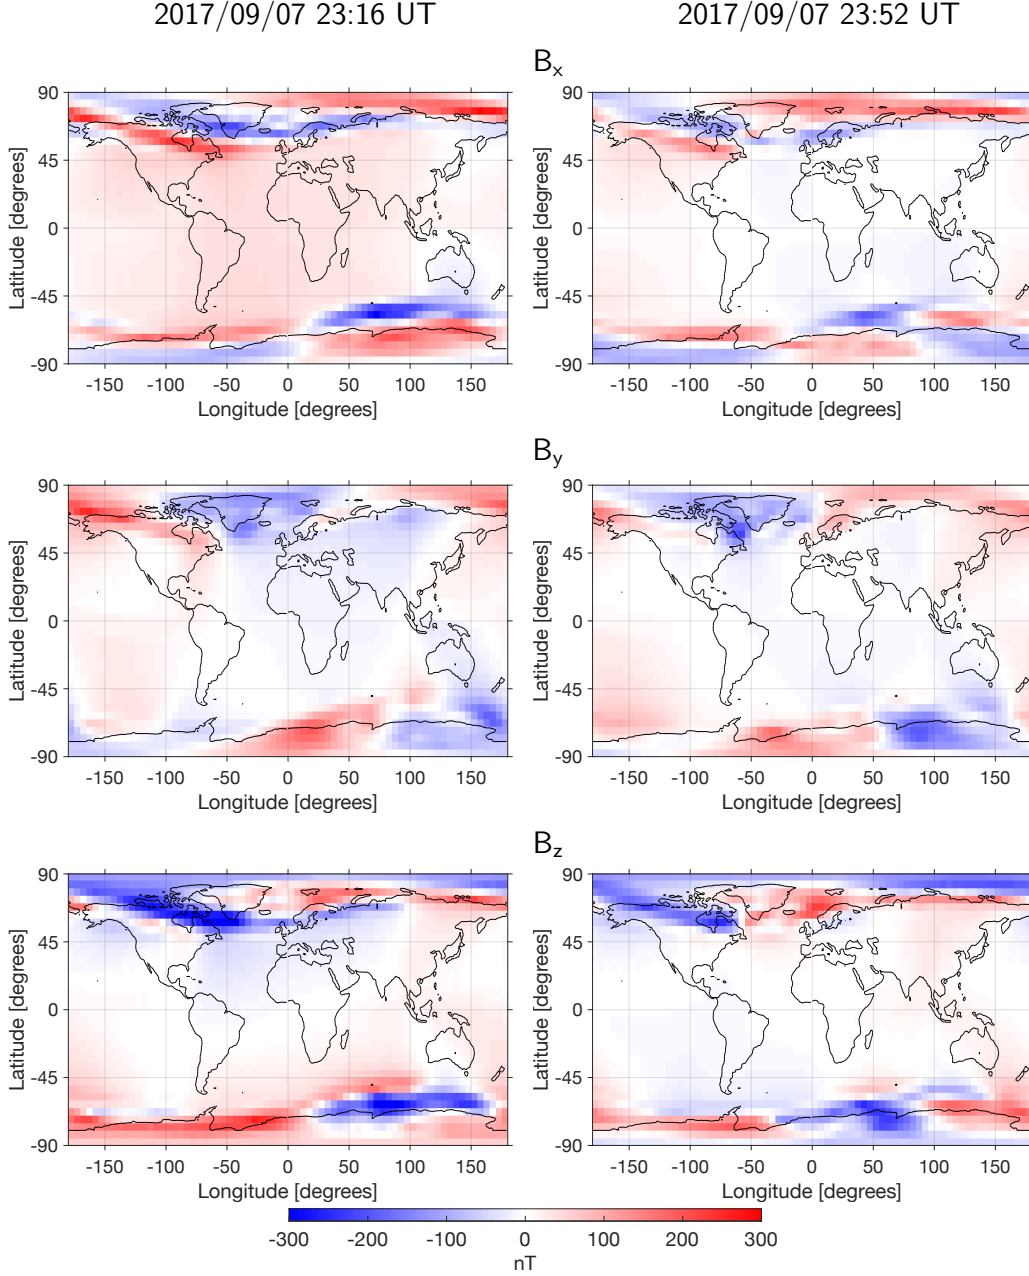 2017/09/07 23:16 UT 2017/09/07 23:52 UT
Bx
90 90
45 45
0 0
-45 -45
-90 -90
Latitude [degrees] Latitude [degrees]
-150 -100 -50 0 50 100 150 -150 -100 -50 0 50 100 150
Longitude [degrees] Longitude [degrees]
By
90 90
45 45
0 0
-45 -45
-90 -90
Latitude [degrees] Latitude [degrees]
-150 -100 -50 0 50 100 150 -150 -100 -50 0 50 100 150
Longitude [degrees] Longitude [degrees]
Bz
90 90
45 45
0 0
-45 -45
-90 -90
Latitude [degrees] Latitude [degrees]
-150 -100 -50 0 50 100 150 -150 -100 -50 0 50 100 150
Longitude [degrees] Longitude [degrees]
-300 -200 -100 0 100 200 300
nT